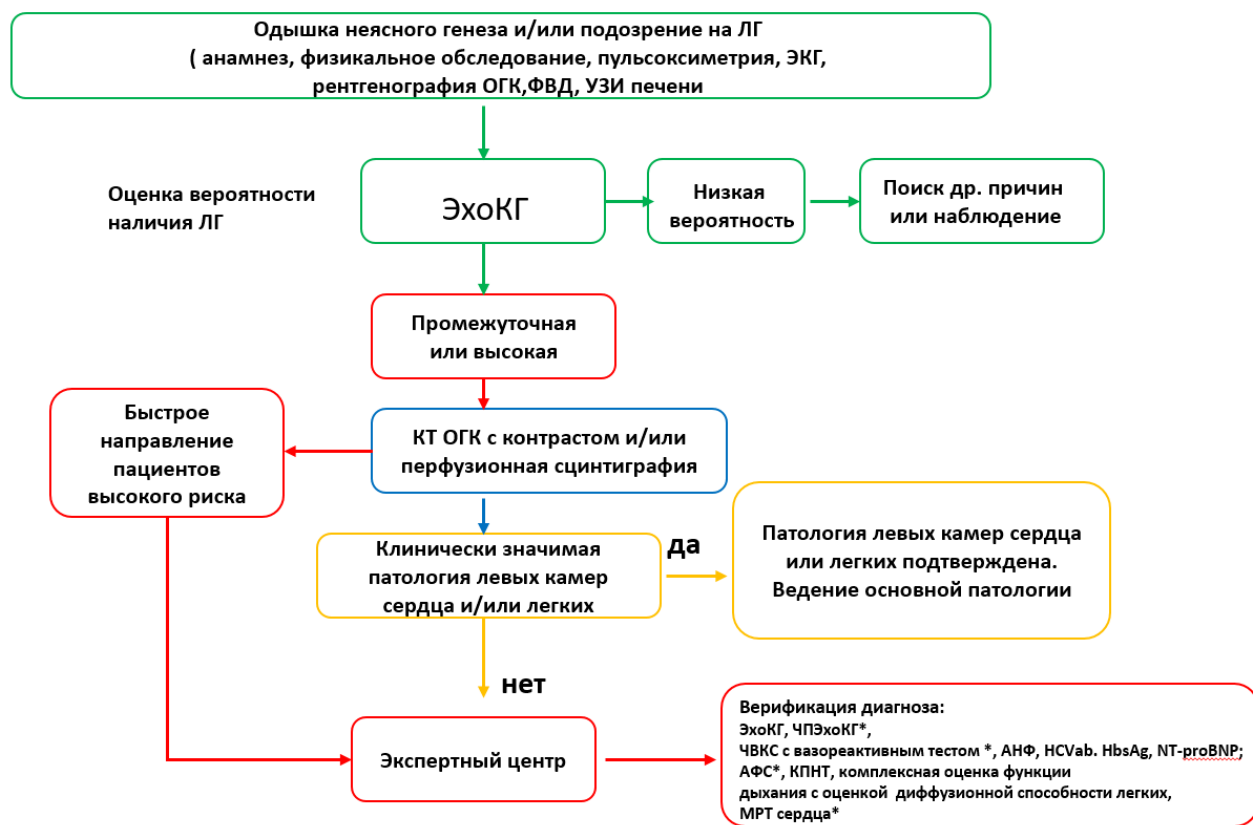 Одышка неясного генеза и/или подозрение на ЛГ
( анамнез, физикальное обследование, пульсоксиметрия, ЭКГ,
рентгенография ОГК,ФВД, УЗИ печени
Оценка вероятности
наличия ЛГ
ЭхоКГ
Низкая
вероятность
Поиск др. причин
или наблюдение
Промежуточная
или высокая
Быстрое
направление
пациентов
высокого риска
КТ ОГК с контрастом и/или
перфузионная сцинтиграфия
Клинически значимая
патология левых камер
сердца и/или легких
да
Патология левых камер сердца
или легких подтверждена.
Ведение основной патологии
нет
Экспертный центр
Верификация диагноза:
ЭхоКГ, ЧПЭхоКГ*,
ЧВКС с вазореактивным тестом *, АНФ, HCVab. HbsAg, NT-proBNP;
АФС*, КПНТ, комплексная оценка функции
дыхания с оценкой диффузионной способности легких,
МРТ сердца*